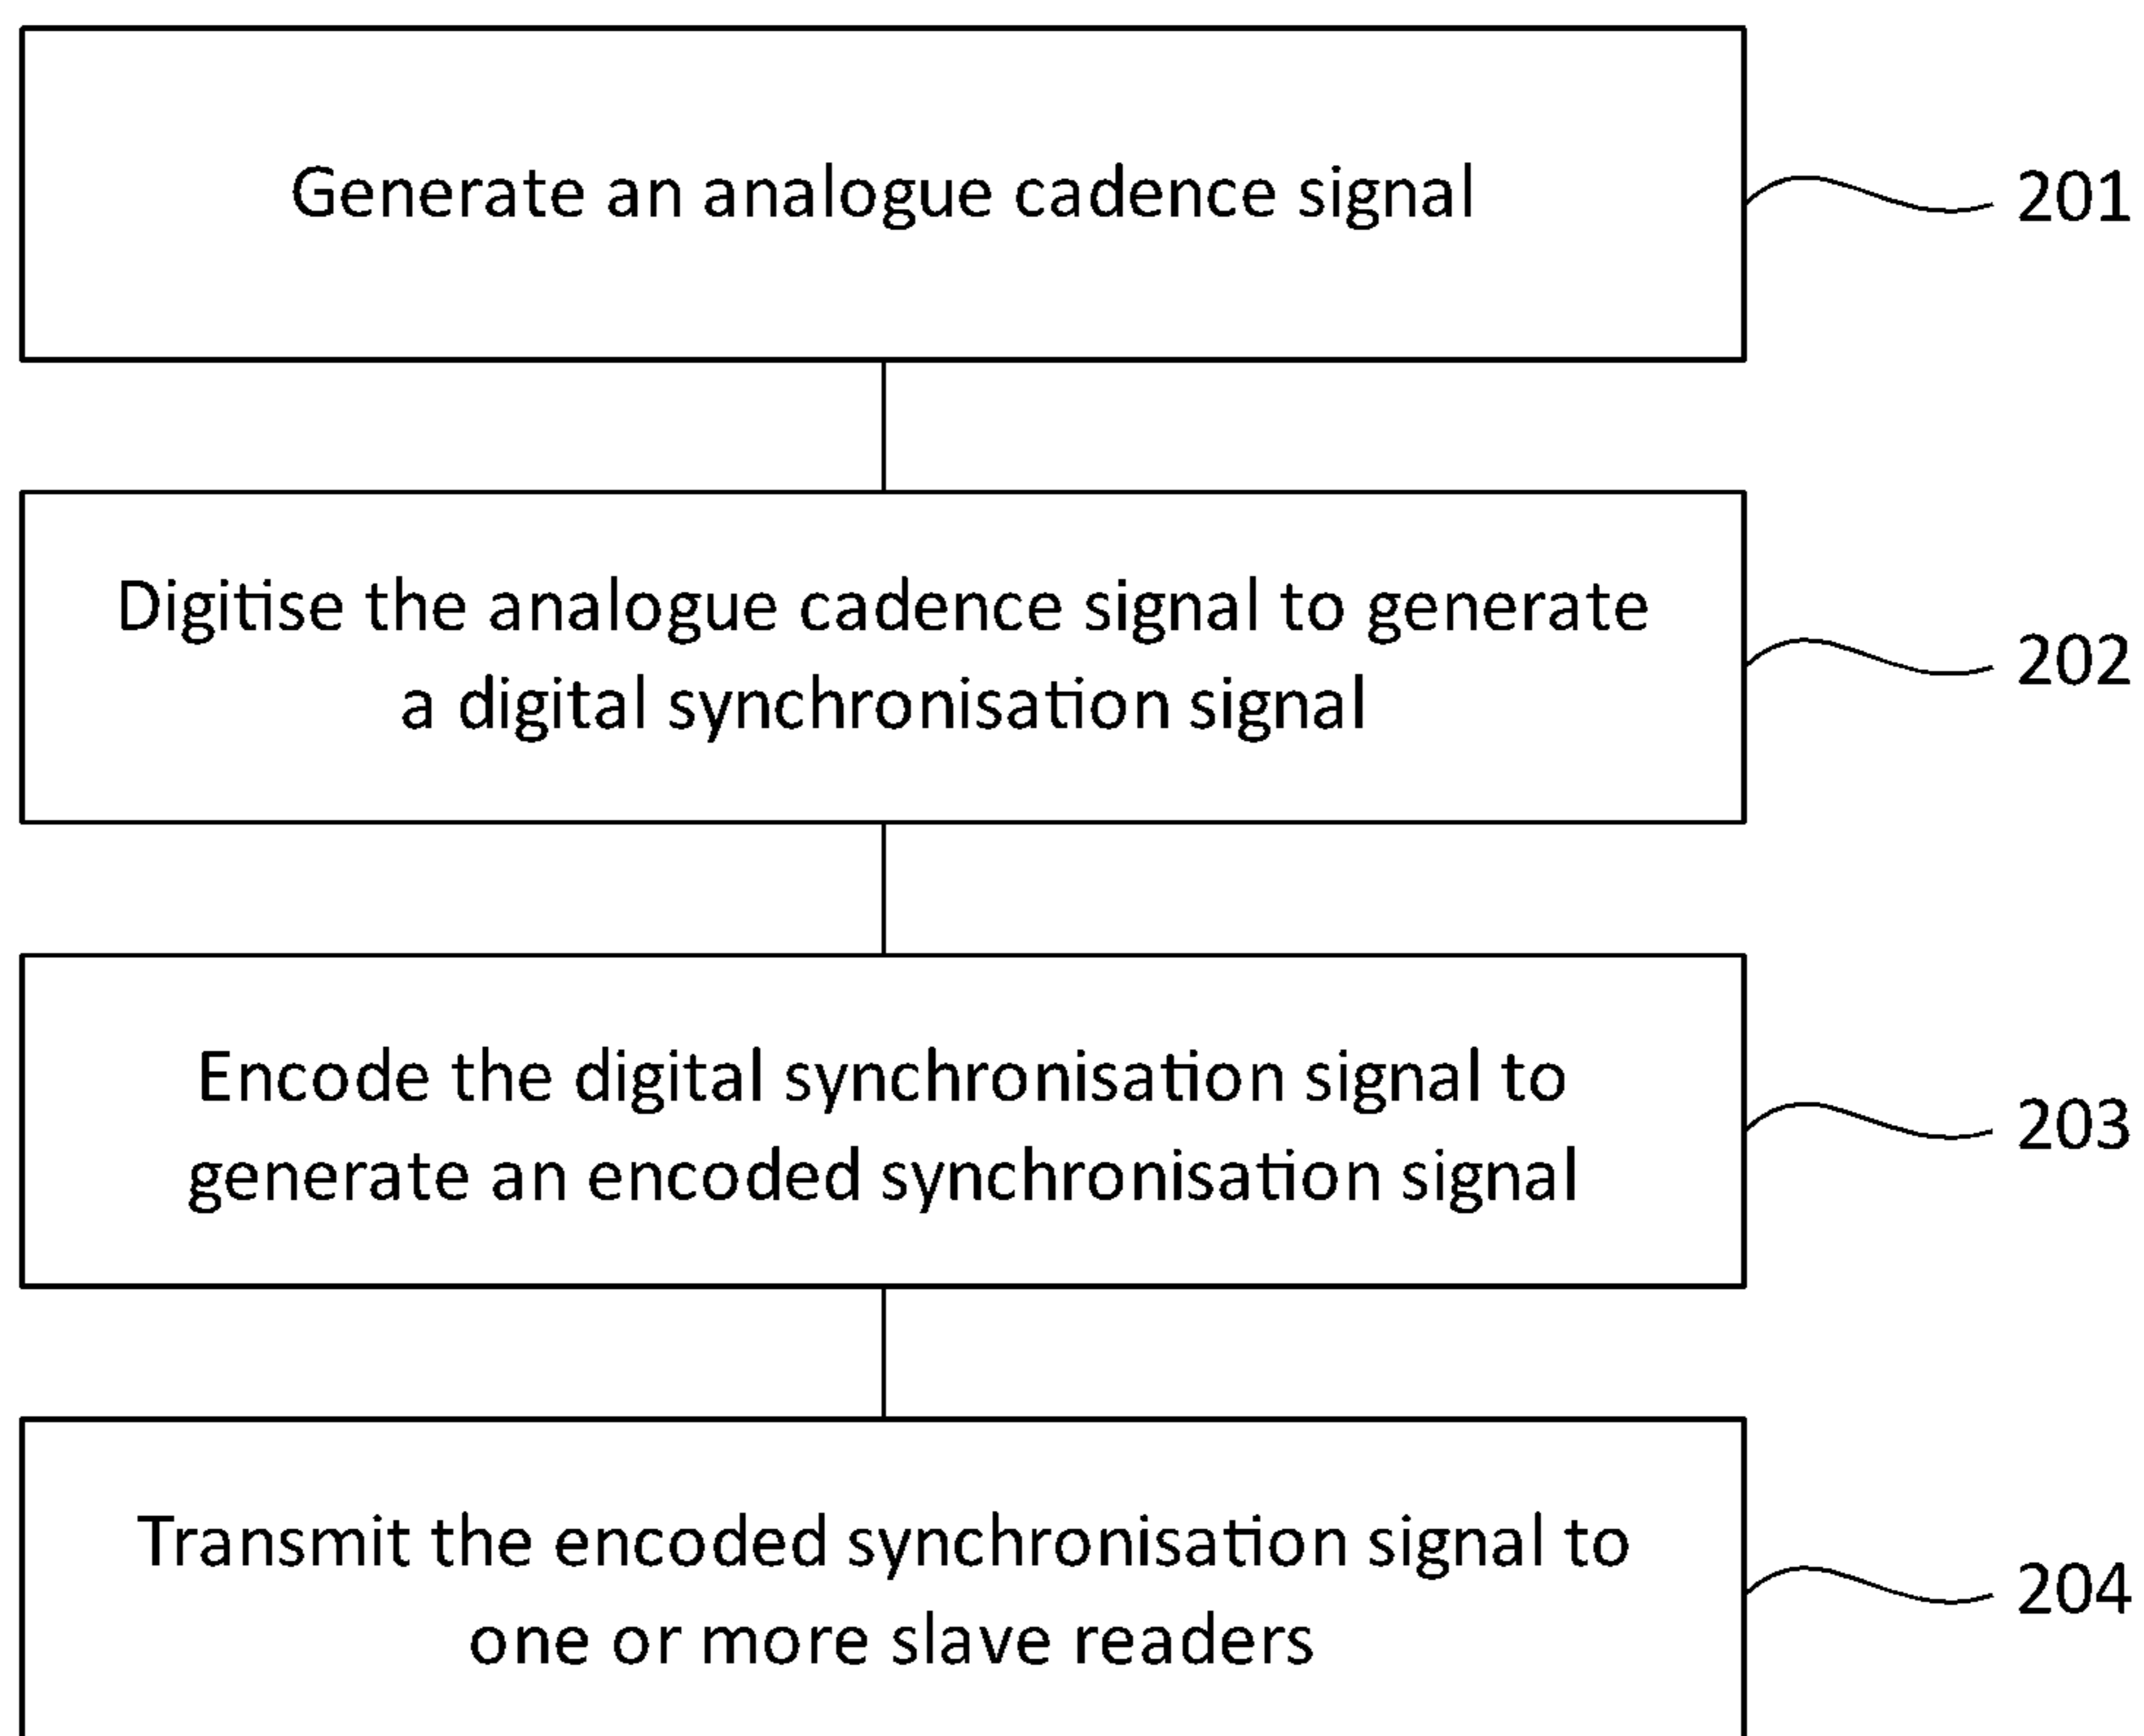 Generate an analogue cadence signal
201
Digitise the analogue cadence signal to generate
a digital synchronisation signal
202
Encode the digital synchronisation signal to
generate an encoded synchronisation signal
203
Transmit the encoded synchronisation signal to
one or more slave readers
204